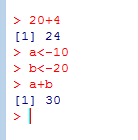 > 20+4
[1] 24
> a<-10
> b<-20
> a+b
[1] 30
>